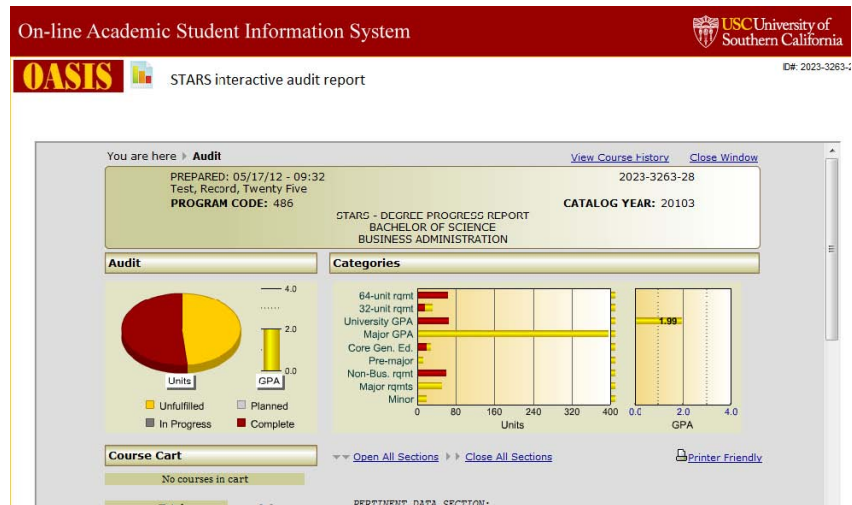 On-line Academic Student Information System
USC University of
Southern California
OASIS
STARS interactive audit report
ID#: 2023-3263-2
You are here Audit
View Course History Close Window
PREPARED: 05/17/12 - 09:32
2023-3263-28
Test, Record, Twenty Five
PROGRAM CODE: 486
CATALOG YEAR: 20103
STARS - DEGREE PROGRESS REPORT
BACHELOR OF SCIENCE
BUSINESS ADMINISTRATION
Audit
Categories
4.0
2.0
0.0
Units
GPA
Unfulfilled
Planned
In Progress
Complete
64-unit rqmt
32-unit rqmt
University GPA
Major GPA
Core Gen. Ed.
Pre-major
Non-Bus. rqmt
Major rqmts
Minor
0 80 160 240 320 400
Units
1.99
0.0 2.0 4.0
GPA
Course Cart
Open All Sections Close All Sections
Printer Friendly
No courses in cart
PERTINENT DATA SECTION: